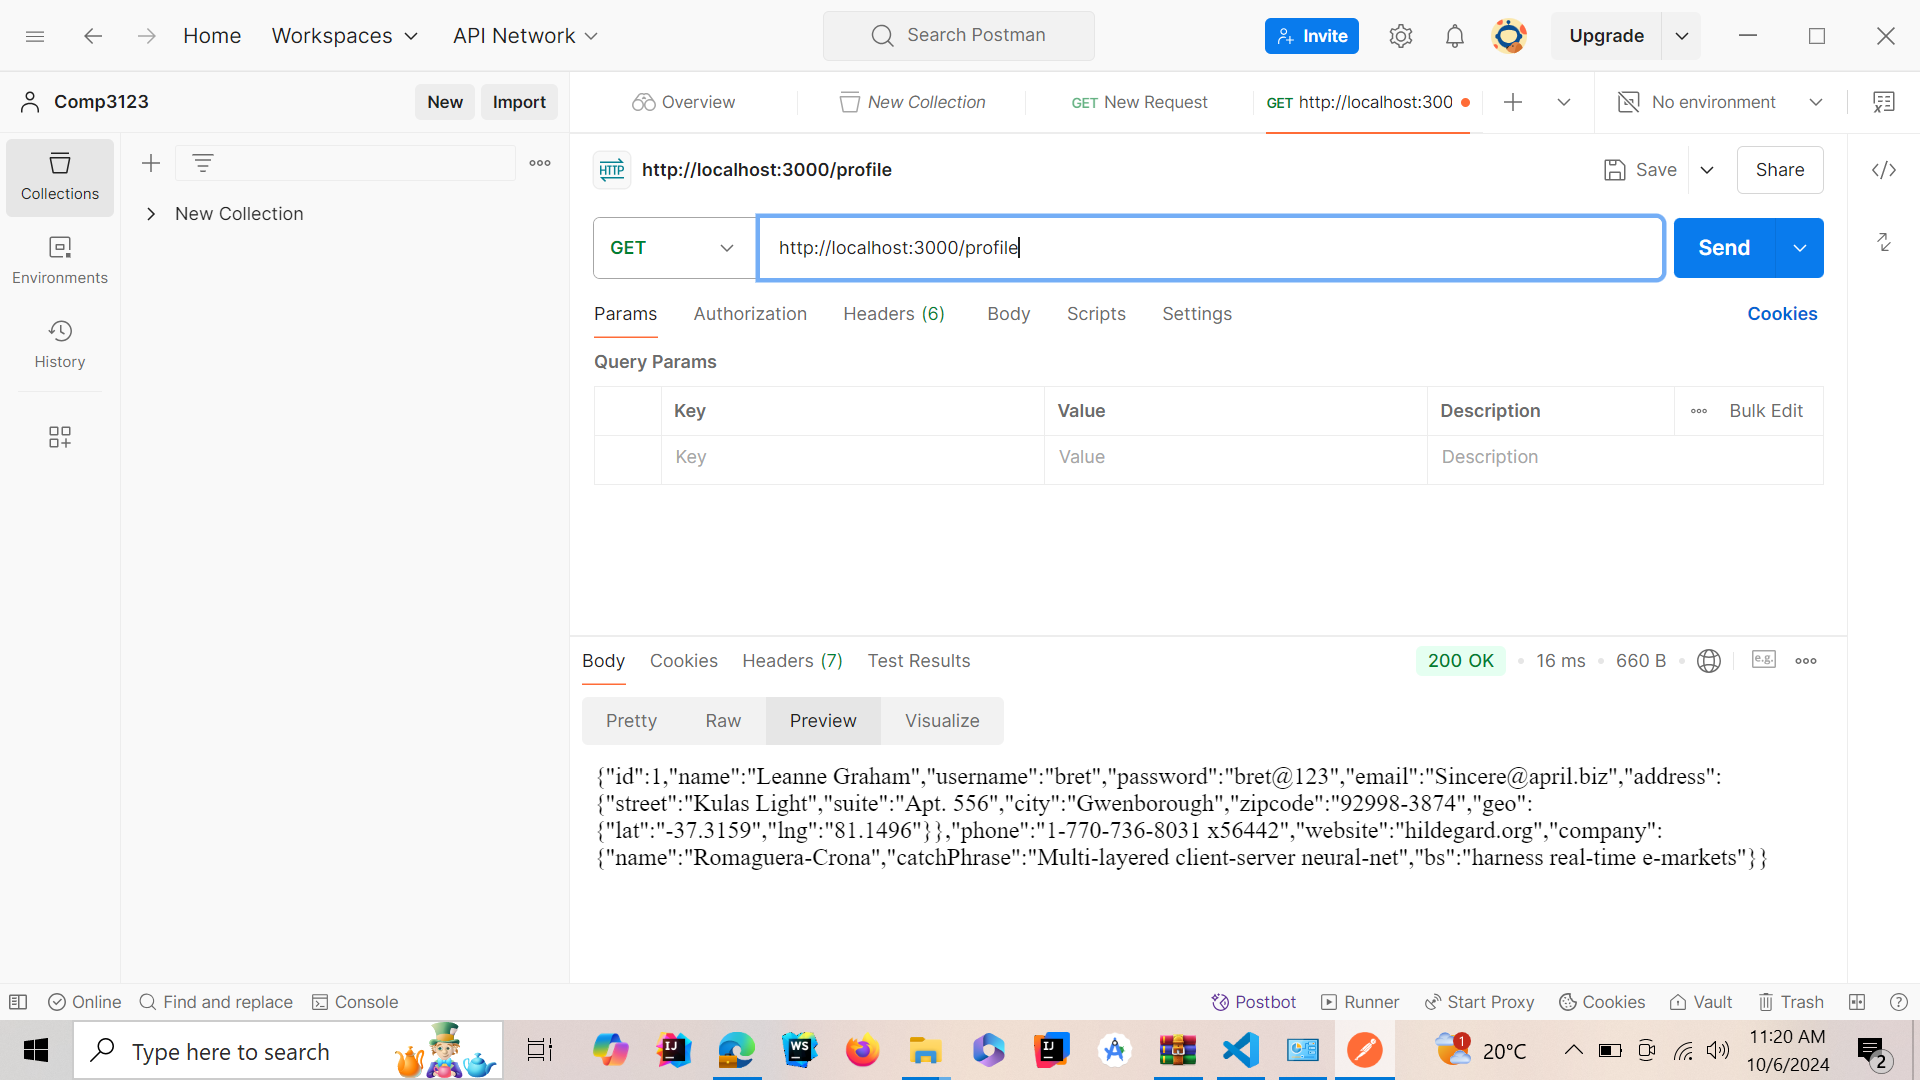 Home Workspaces API Network Search Postman Invite Upgrade
Comp3123 New Import Overview New Collection GET New Request GET http://localhost:300 No environment
Collections
Environments
History
New Collection
HTTP http://localhost:3000/profile Save Share
GET http://localhost:3000/profile Send
Params Authorization Headers (6) Body Scripts Settings Cookies
Query Params
Key Value Description Bulk Edit
Key Value Description
Body Cookies Headers (7) Test Results 200 OK 16 ms 660 B e.g.
Pretty Raw Preview Visualize
{"id":1,"name":"Leanne Graham","username":"bret","password":"bret@123","email":"Sincere@april.biz","address":
{"street":"Kulas Light","suite":"Apt. 556","city":"Gwenborough","zipcode":"92998-3874","geo":
{"lat":"-37.3159","lng":"81.1496"}},"phone":"1-770-736-8031 x56442","website":"hildegard.org","company":
{"name":"Romaguera-Crona","catchPhrase":"Multi-layered client-server neural-net","bs":"harness real-time e-markets"}}
Online Find and replace Console Postbot Runner Start Proxy Cookies Vault Trash
Type here to search IJ WS IJ 1 20°C 11:20 AM
10/6/2024 2